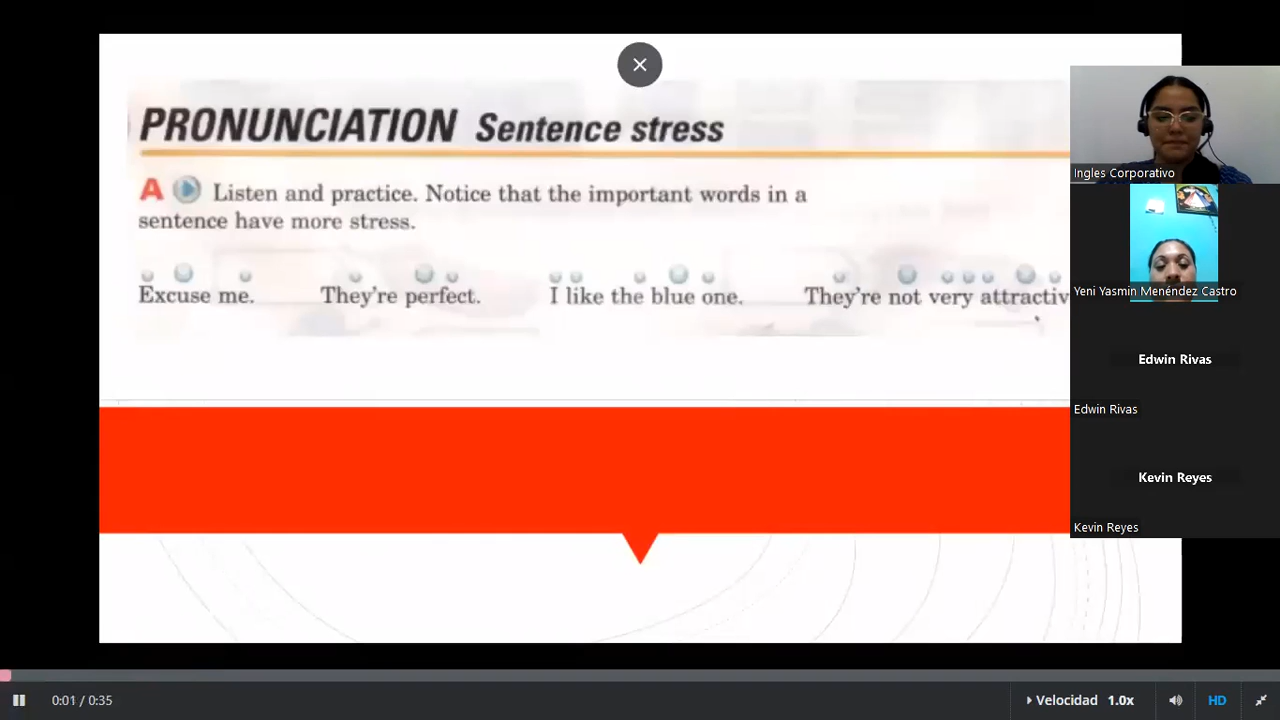 PRONUNCIATION Sentence stress
A Listen and practice. Notice that the important words in a
sentence have more stress.
Excuse me. They're perfect. I like the blue one. They're not very attractiv
Ingles Corporativo
Yeni Yasmin Menéndez Castro
Edwin Rivas
Edwin Rivas
Kevin Reyes
Kevin Reyes
0:01 / 0:35
Velocidad 1.0x
HD